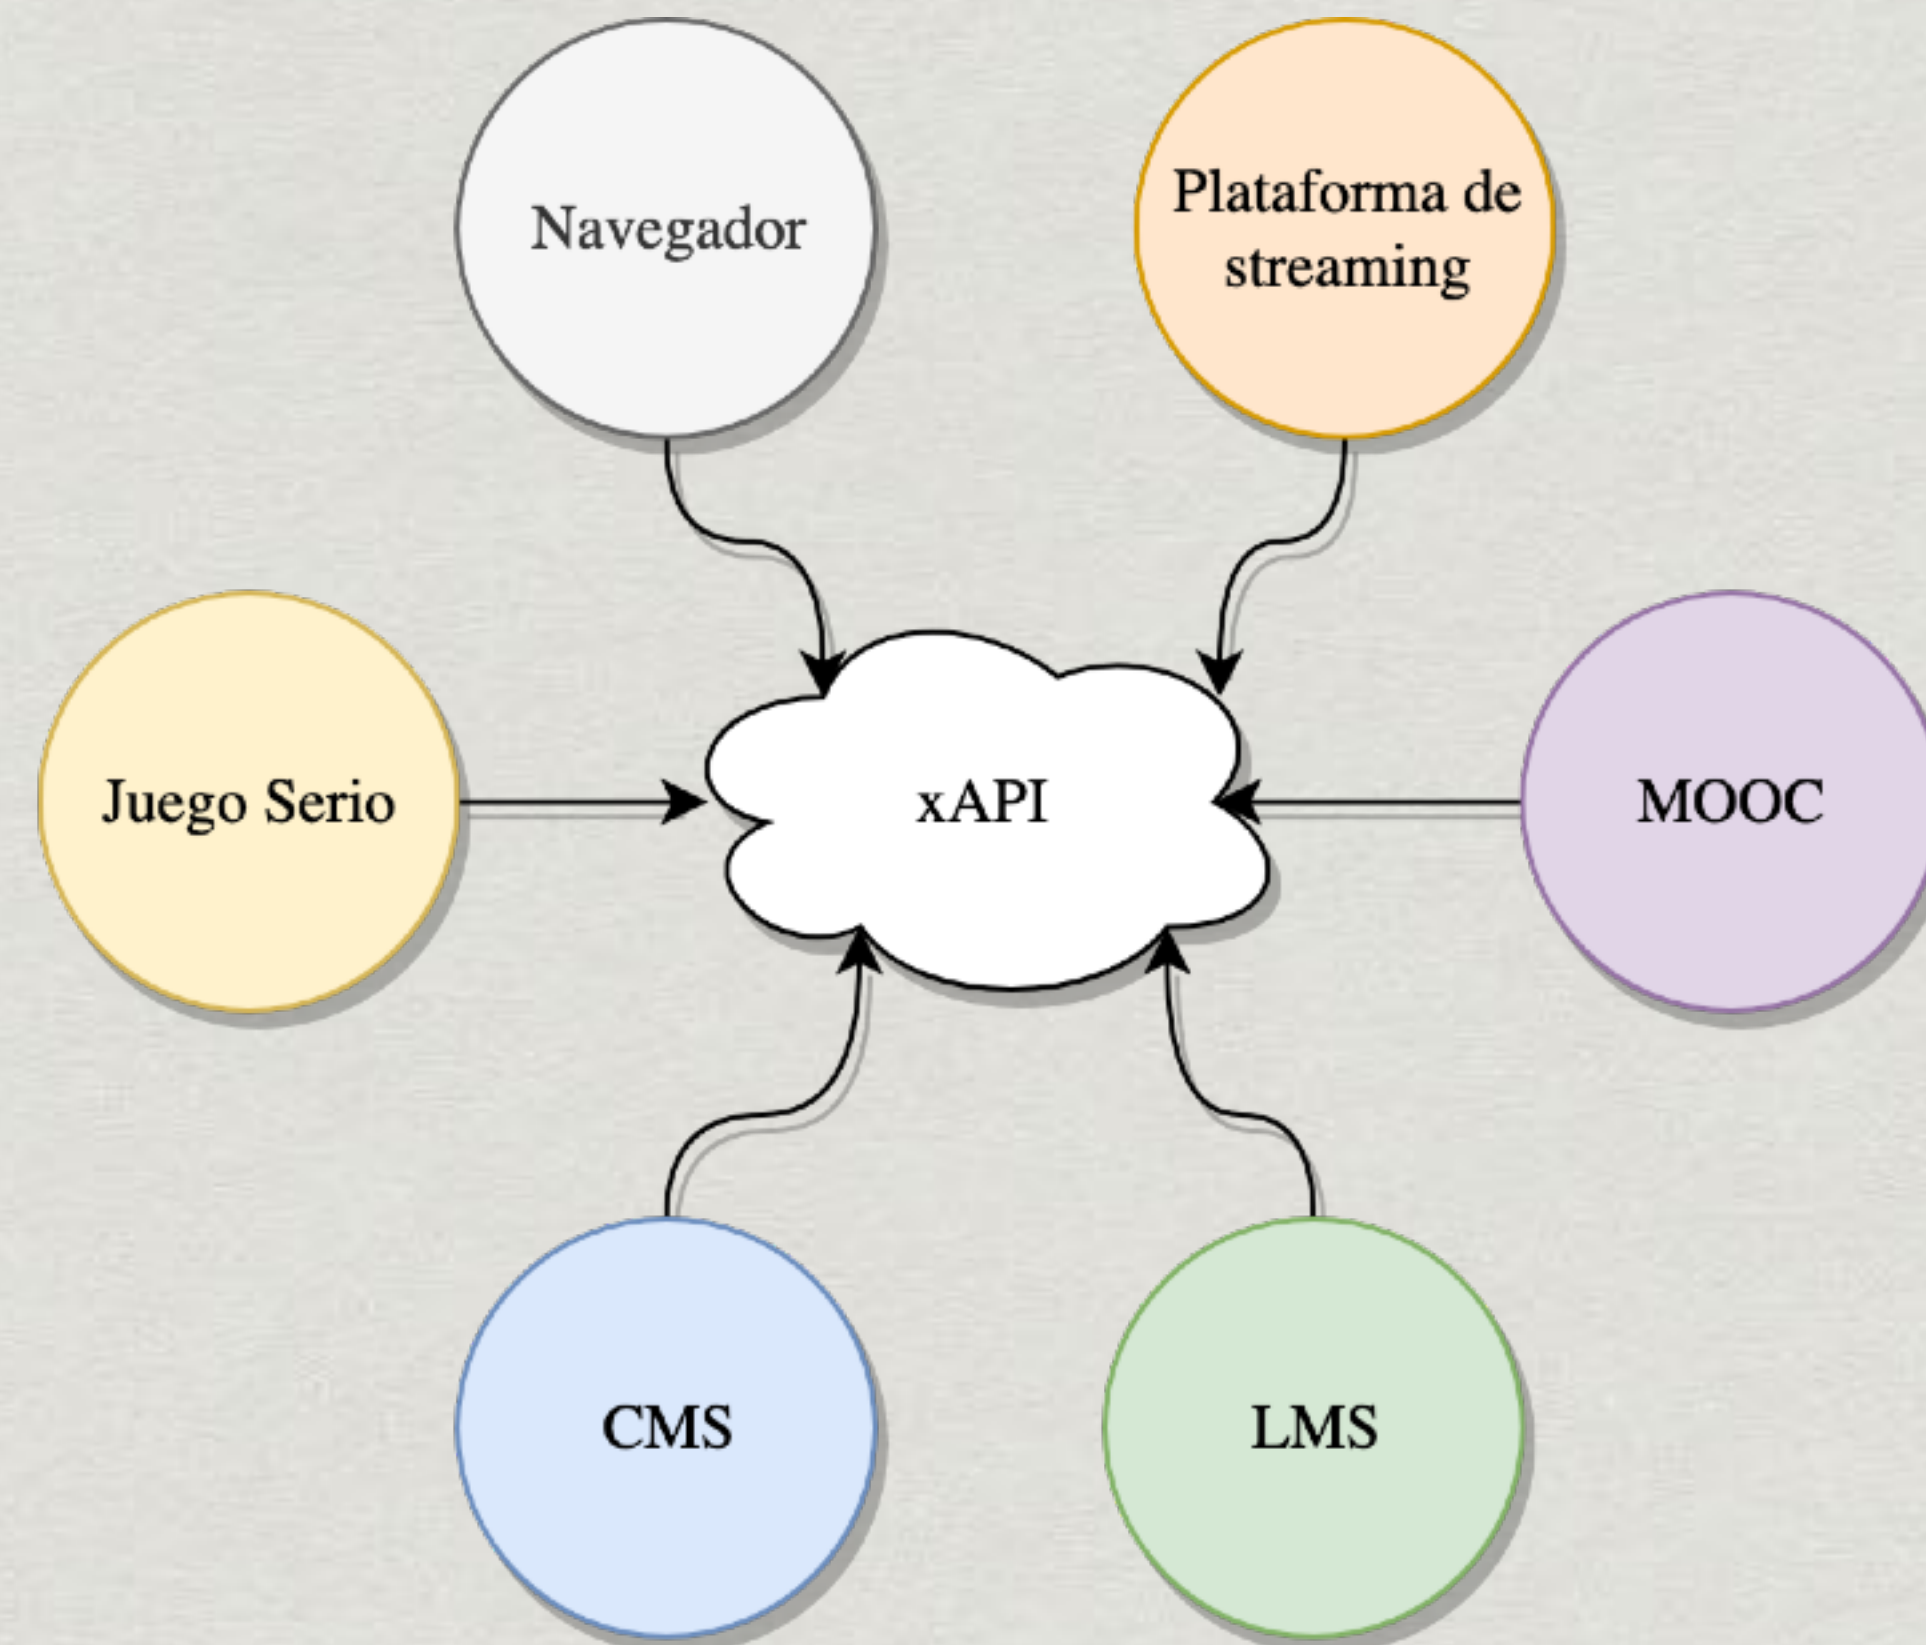 Navegador
Plataforma de
streaming
Juego Serio
xAPI
MOOC
CMS
LMS